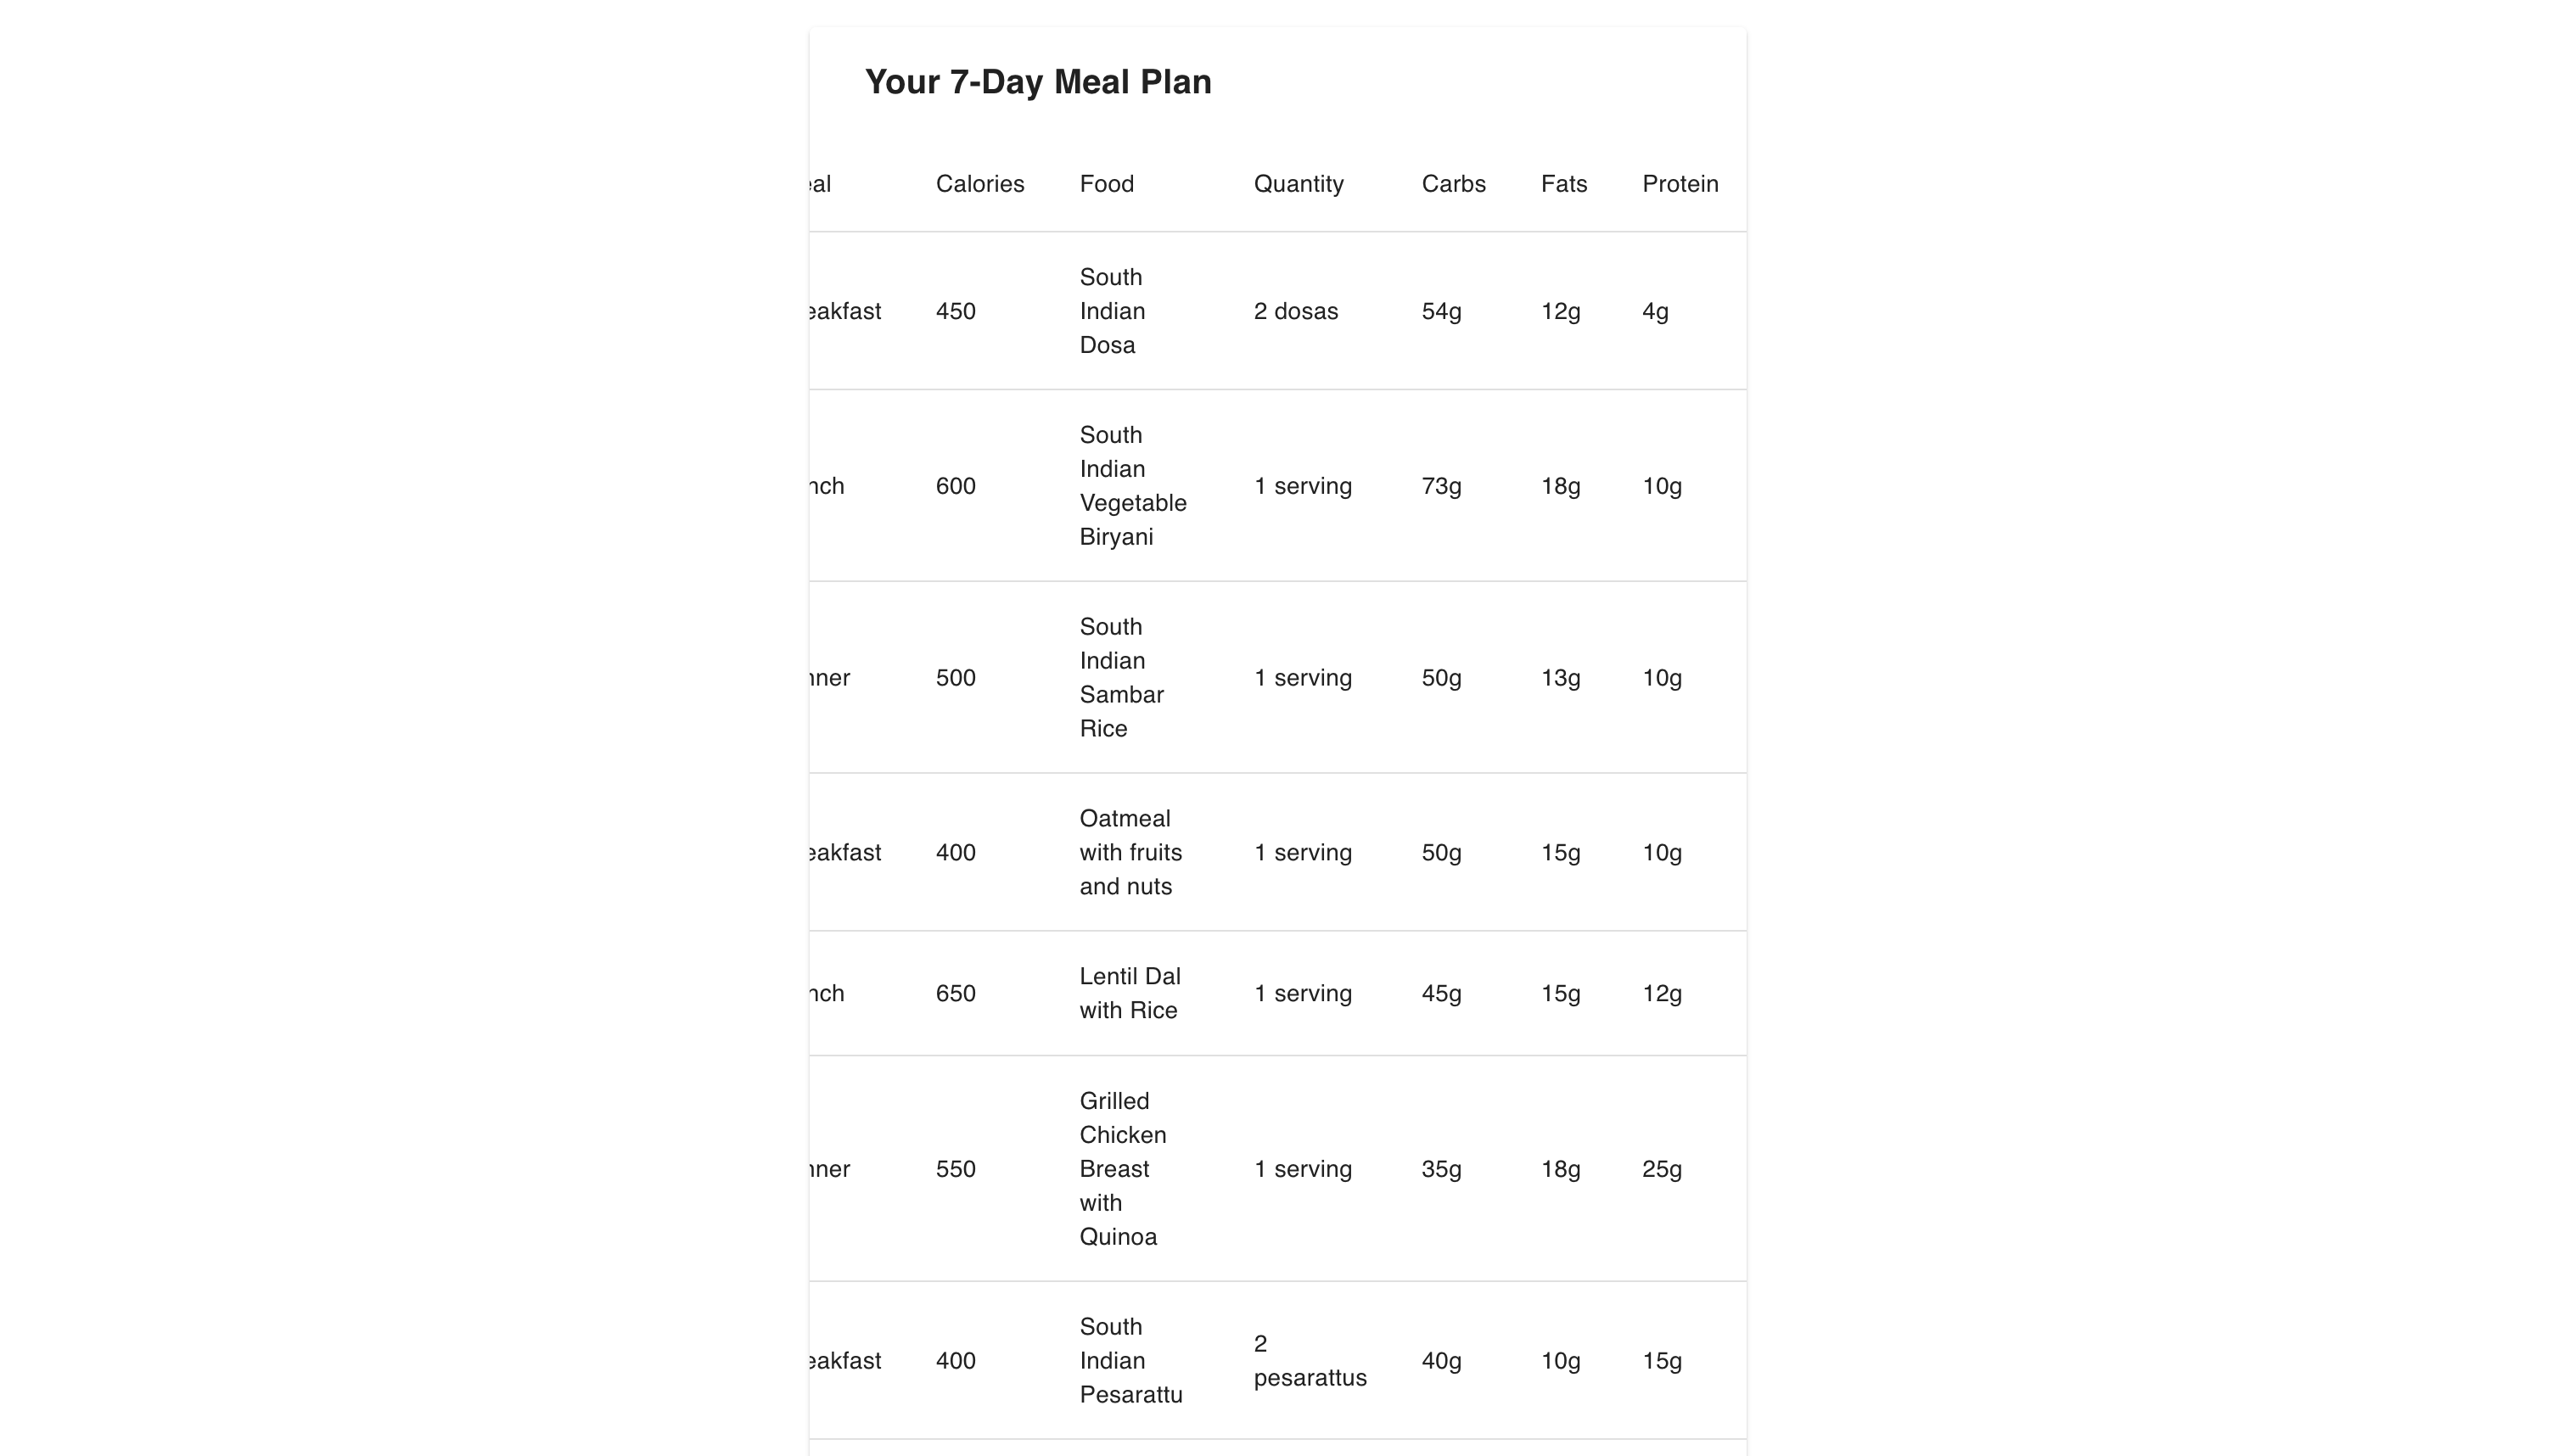 Your 7-Day Meal Plan
eal Calories Food Quantity Carbs Fats Protein
eakfast 450 South Indian Dosa 2 dosas 54g 12g 4g
nch 600 South Indian Vegetable Biryani 1 serving 73g 18g 10g
nner 500 South Indian Sambar Rice 1 serving 50g 13g 10g
eakfast 400 Oatmeal with fruits and nuts 1 serving 50g 15g 10g
nch 650 Lentil Dal with Rice 1 serving 45g 15g 12g
nner 550 Grilled Chicken Breast with Quinoa 1 serving 35g 18g 25g
eakfast 400 South Indian Pesarattu 2 pesarattus 40g 10g 15g